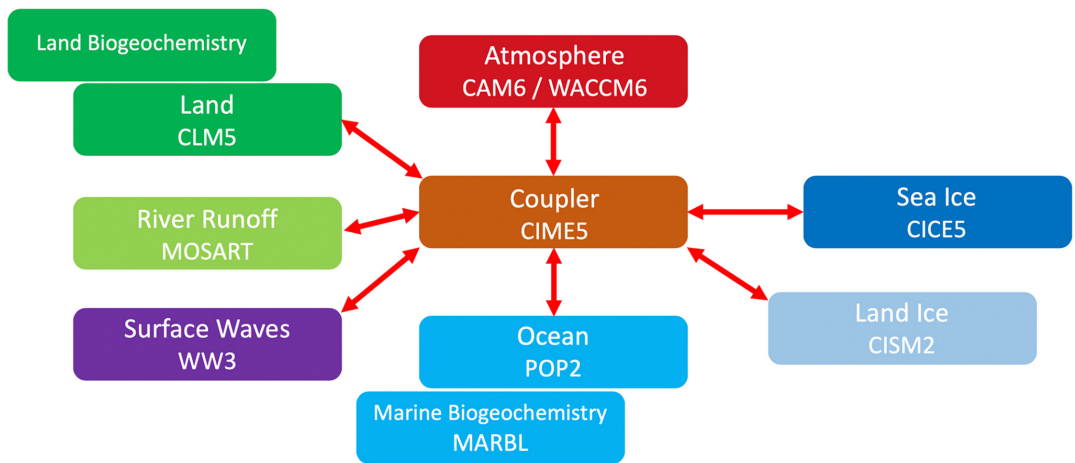 Land Biogeochemistry
Land
CLM5
River Runoff
MOSART
Surface Waves
WW3
Atmosphere
CAM6 / WACCM6
Coupler
CIME5
Ocean
POP2
Marine Biogeochemistry
MARBL
Sea Ice
CICE5
Land Ice
CISM2